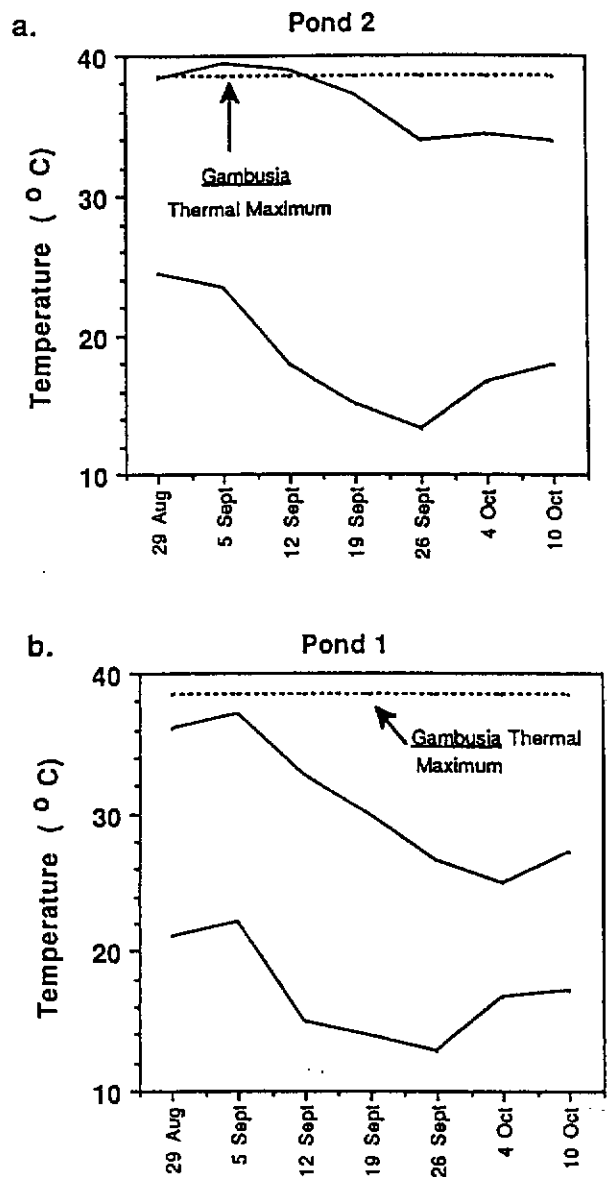 a.
Pond 2
Temperature ( ° C)
40
30
20
10
Gambusia
Thermal Maximum
29 Aug
5 Sept
12 Sept
19 Sept
26 Sept
4 Oct
10 Oct
b.
Pond 1
Temperature ( ° C)
40
30
20
10
Gambusia Thermal
Maximum
29 Aug
5 Sept
12 Sept
19 Sept
26 Sept
4 Oct
10 Oct